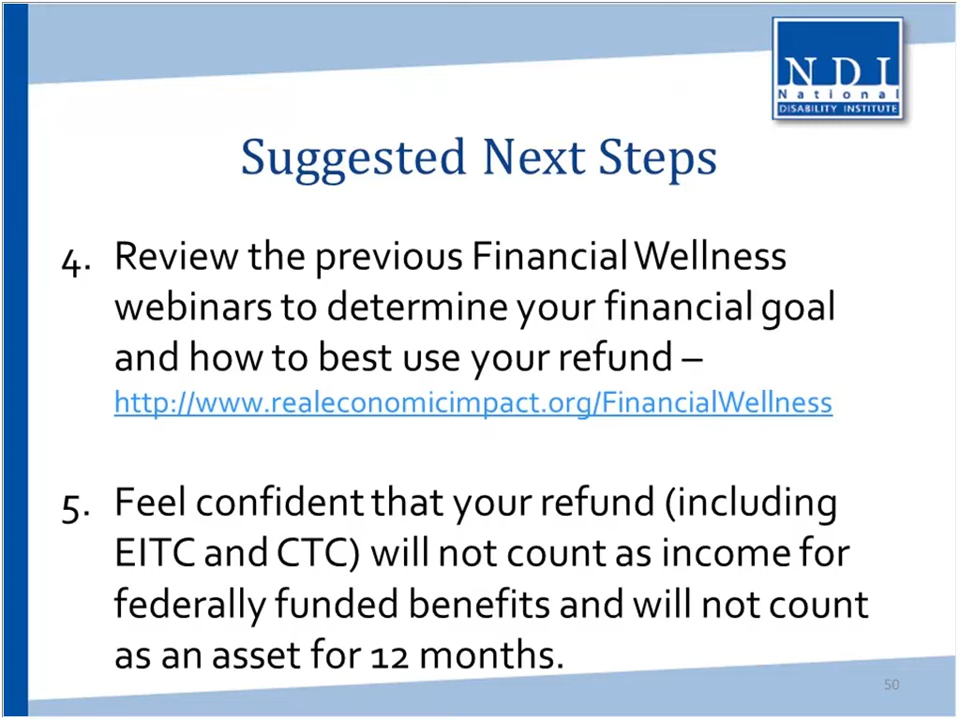 NDI
National
DISABILITY INSTITUTE
Suggested Next Steps
4. Review the previous Financial Wellness
webinars to determine your financial goal
and how to best use your refund –
http://www.realeconomicimpact.org/FinancialWellness
5. Feel confident that your refund (including
EITC and CTC) will not count as income for
federally funded benefits and will not count
as an asset for 12 months.
50